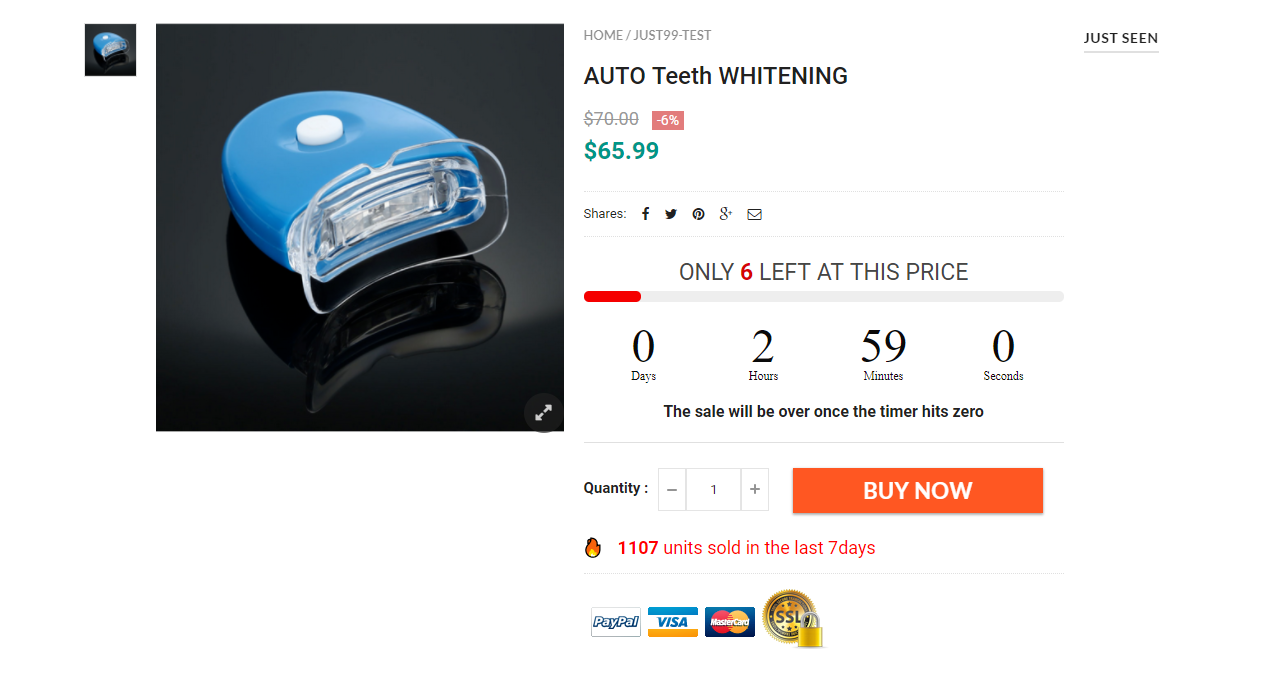 HOME / JUST99-TEST
JUST SEEN
AUTO Teeth WHITENING
$70.00 -6%
$65.99
Shares:
ONLY 6 LEFT AT THIS PRICE
0 2 59 0
Days Hours Minutes Seconds
The sale will be over once the timer hits zero
Quantity : − 1 + BUY NOW
1107 units sold in the last 7days
PayPal VISA MasterCard SSL